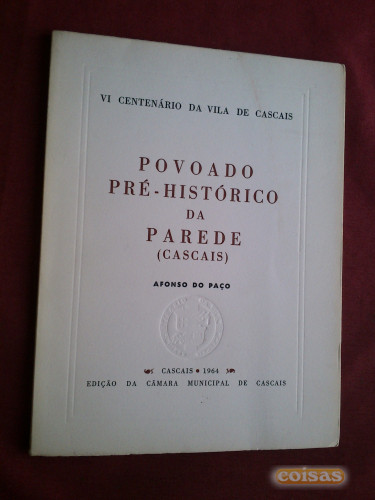 VI CENTENÁRIO DA VILA DE CASCAIS
POVOADO
PRÉ-HISTÓRICO
DA
PAREDE
(CASCAIS)
AFONSO DO PAÇO
CASCAIS • 1964
EDIÇÃO DA CÂMARA MUNICIPAL DE CASCAIS
coisas